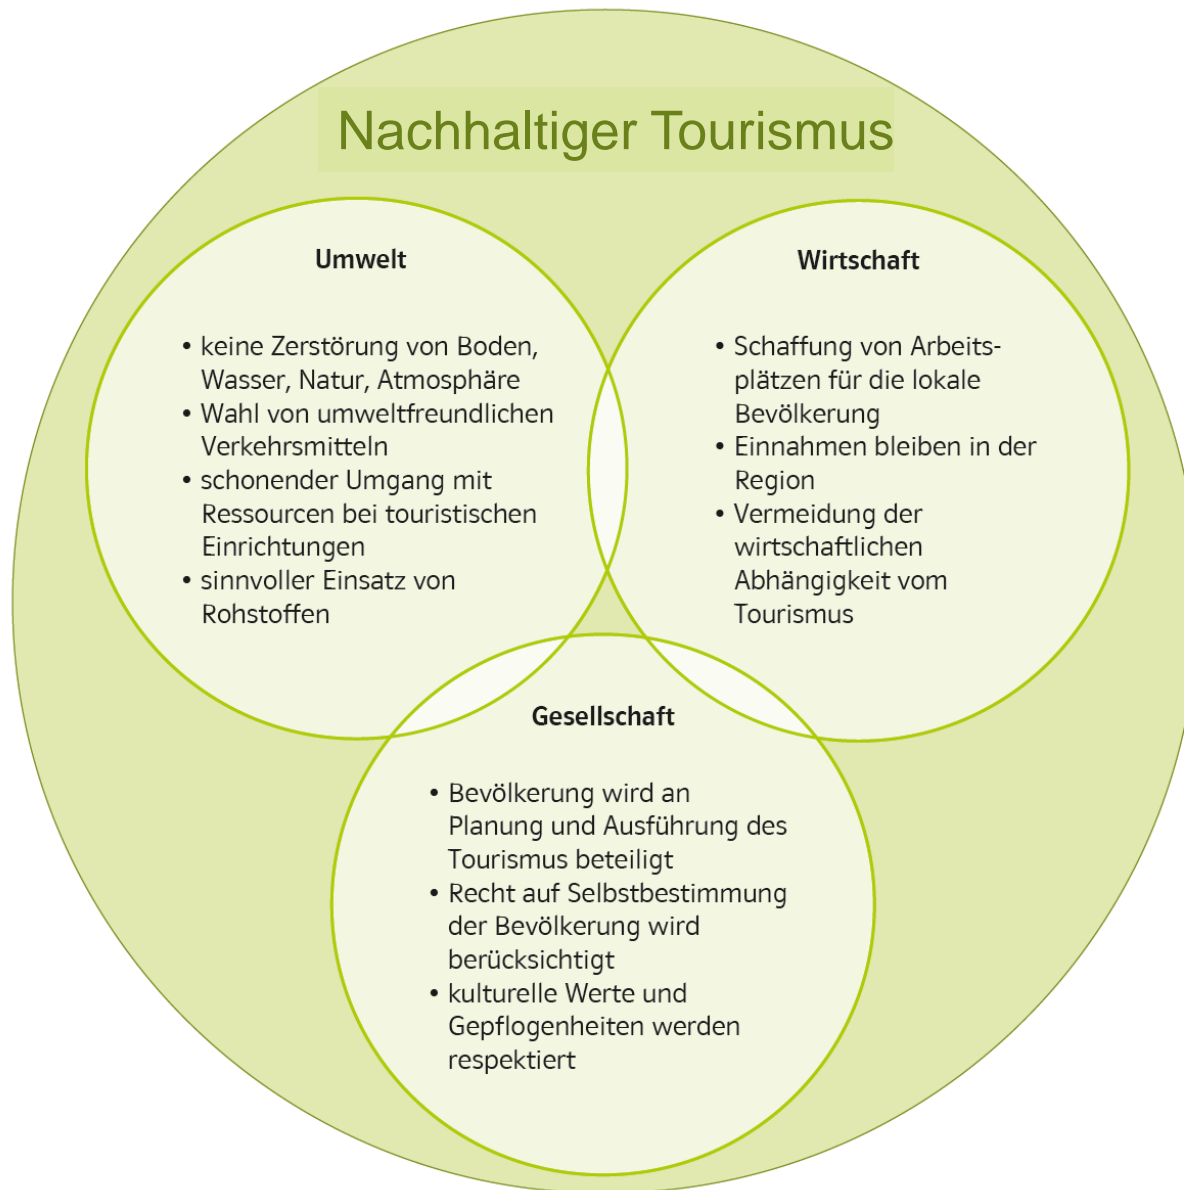 Nachhaltiger Tourismus
Umwelt
• keine Zerstörung von Boden,
Wasser, Natur, Atmosphäre
• Wahl von umweltfreundlichen
Verkehrsmitteln
• schonender Umgang mit
Ressourcen bei touristischen
Einrichtungen
• sinnvoller Einsatz von
Rohstoffen
Wirtschaft
• Schaffung von Arbeits-
plätzen für die lokale
Bevölkerung
• Einnahmen bleiben in der
Region
• Vermeidung der
wirtschaftlichen
Abhängigkeit vom
Tourismus
Gesellschaft
• Bevölkerung wird an
Planung und Ausführung des
Tourismus beteiligt
• Recht auf Selbstbestimmung
der Bevölkerung wird
berücksichtigt
• kulturelle Werte und
Gepflogenheiten werden
respektiert